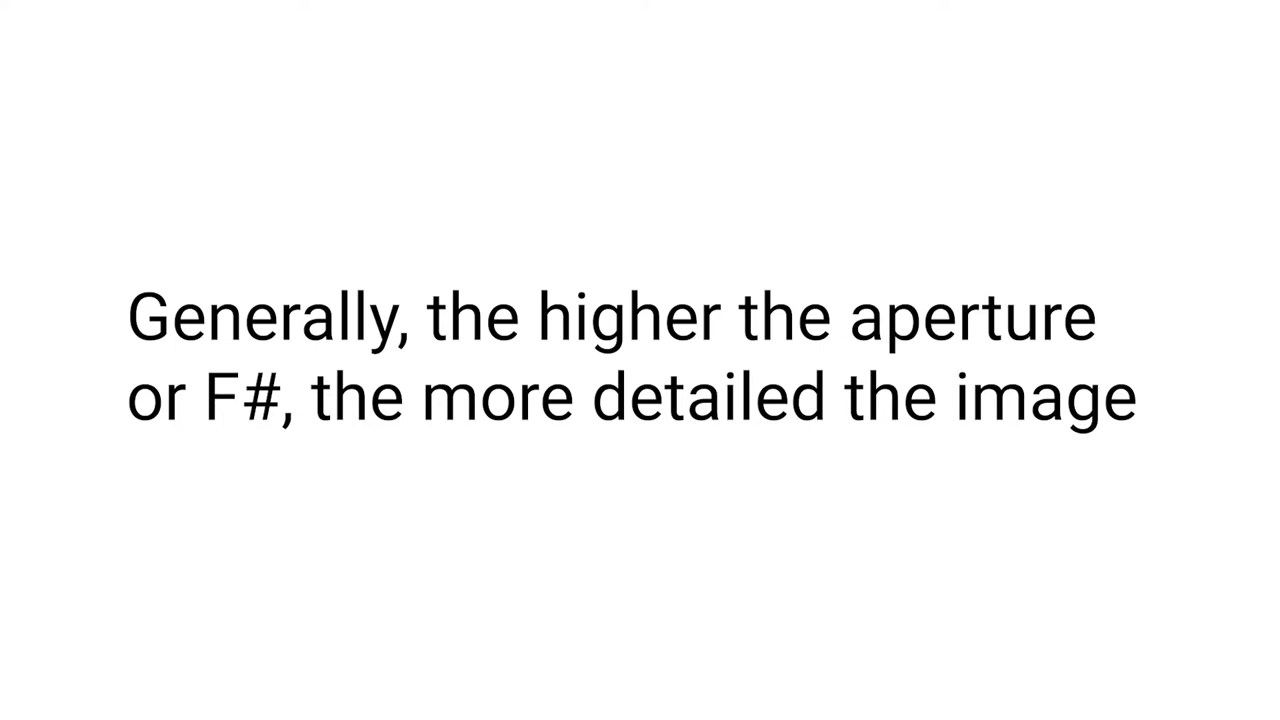 Generally, the higher the aperture
or F#, the more detailed the image